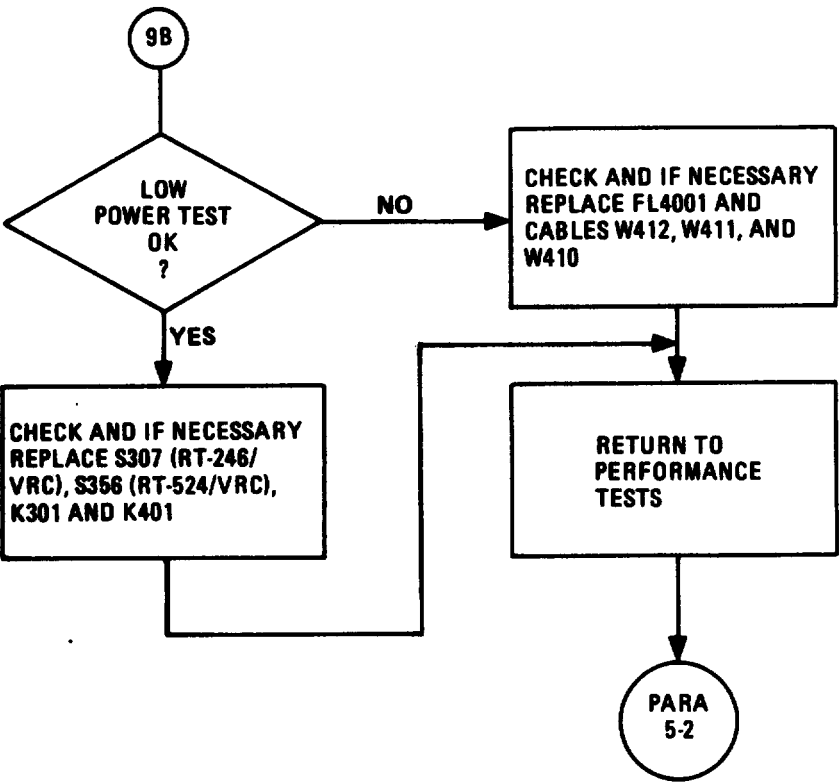 9B
LOW
POWER TEST
OK
?
NO
CHECK AND IF NECESSARY
REPLACE FL4001 AND
CABLES W412, W411, AND
W410
YES
CHECK AND IF NECESSARY
REPLACE S307 (RT-246/
VRC), S356 (RT-524/VRC),
K301 AND K401
RETURN TO
PERFORMANCE
TESTS
PARA
5-2